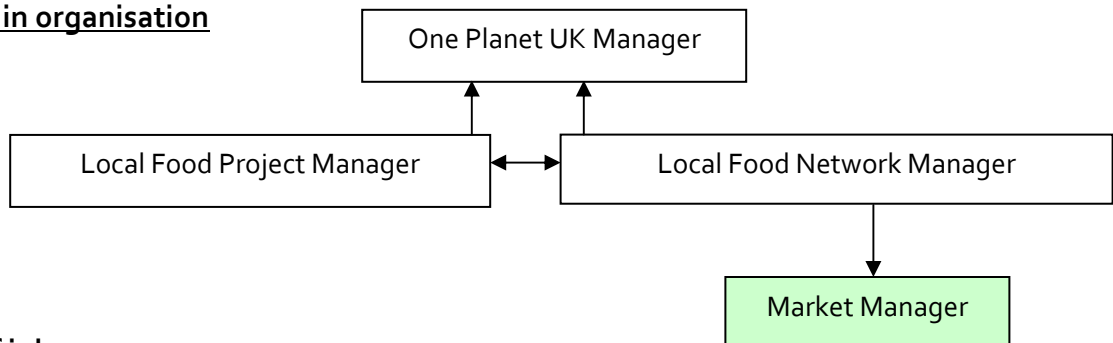 in organisation
One Planet UK Manager
Local Food Project Manager
Local Food Network Manager
Market Manager